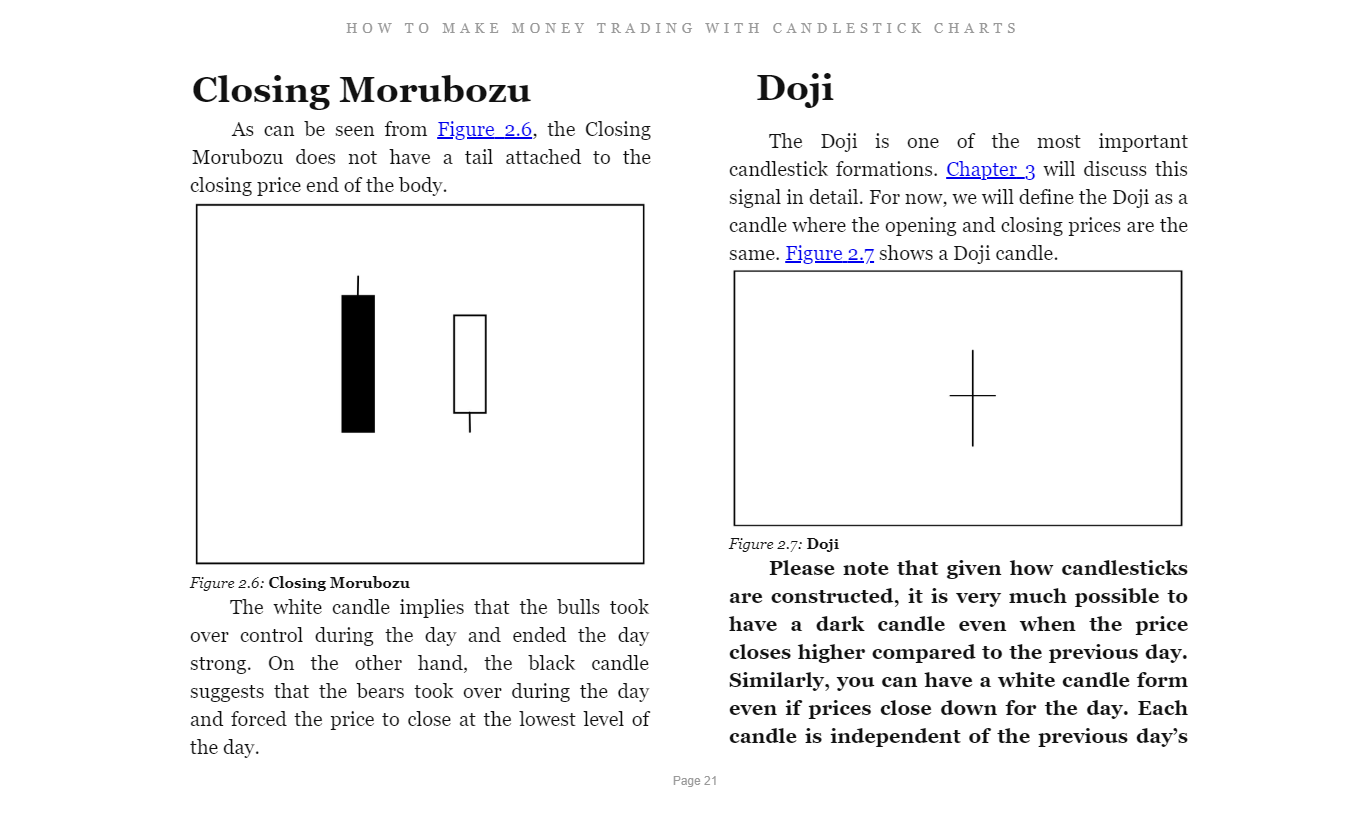 HOW TO MAKE MONEY TRADING WITH CANDLESTICK CHARTS
Closing Morubozu
As can be seen from Figure 2.6, the Closing
Morubozu does not have a tail attached to the
closing price end of the body.
Figure 2.6: Closing Morubozu
The white candle implies that the bulls took
over control during the day and ended the day
strong. On the other hand, the black candle
suggests that the bears took over during the day
and forced the price to close at the lowest level of
the day.
Doji
The Doji is one of the most important
candlestick formations. Chapter 3 will discuss this
signal in detail. For now, we will define the Doji as a
candle where the opening and closing prices are the
same. Figure 2.7 shows a Doji candle.
Figure 2.7: Doji
Please note that given how candlesticks
are constructed, it is very much possible to
have a dark candle even when the price
closes higher compared to the previous day.
Similarly, you can have a white candle form
even if prices close down for the day. Each
candle is independent of the previous day’s
Page 21